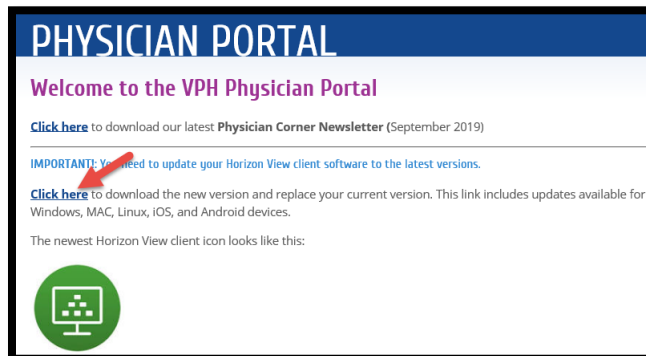 PHYSICIAN PORTAL
Welcome to the VPH Physician Portal
Click here to download our latest Physician Corner Newsletter (September 2019)
IMPORTANT!: You need to update your Horizon View client software to the latest versions.
Click here to download the new version and replace your current version. This link includes updates available for
Windows, MAC, Linux, iOS, and Android devices.
The newest Horizon View client icon looks like this: